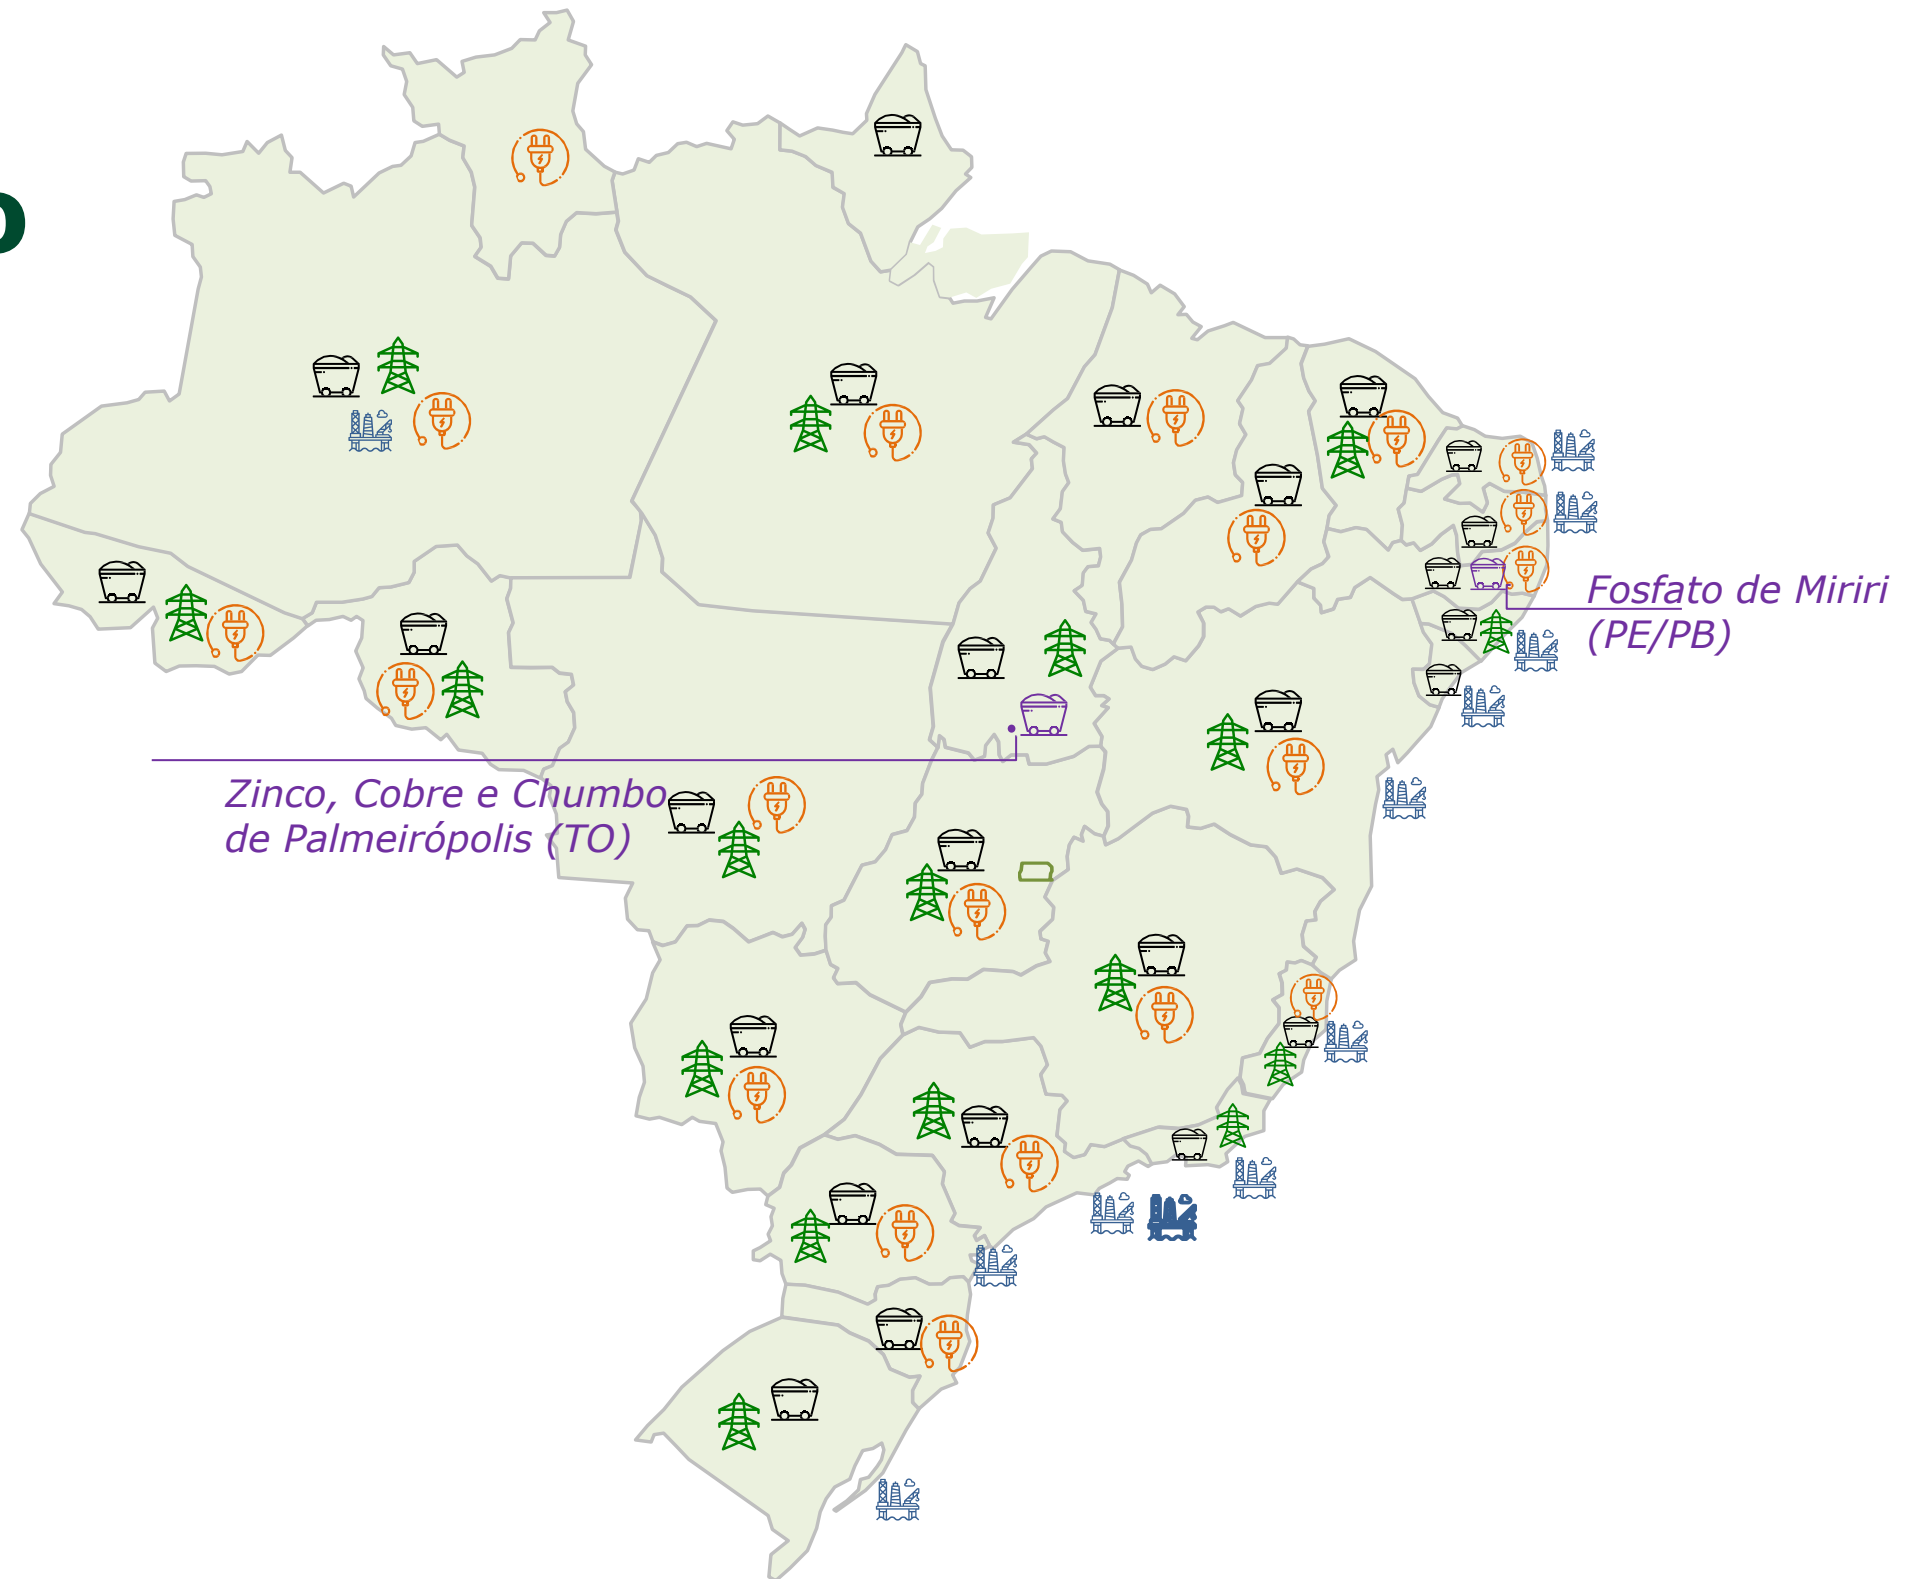 o
Fosfato de Miriri
(PE/PB)
Zinco, Cobre e Chumbo
de Palmeirópolis (TO)